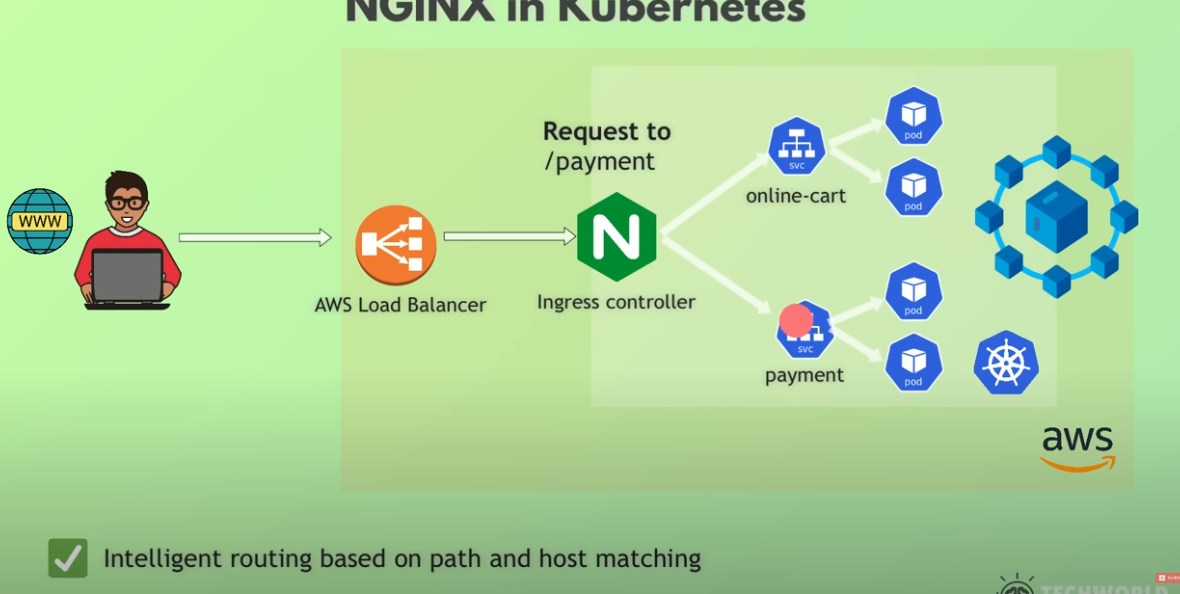 NGINX in Kubernetes
Request to
/payment
WWW
AWS Load Balancer
Ingress controller
svc
online-cart
pod
pod
svc
payment
pod
pod
aws
Intelligent routing based on path and host matching
TECHWORLD